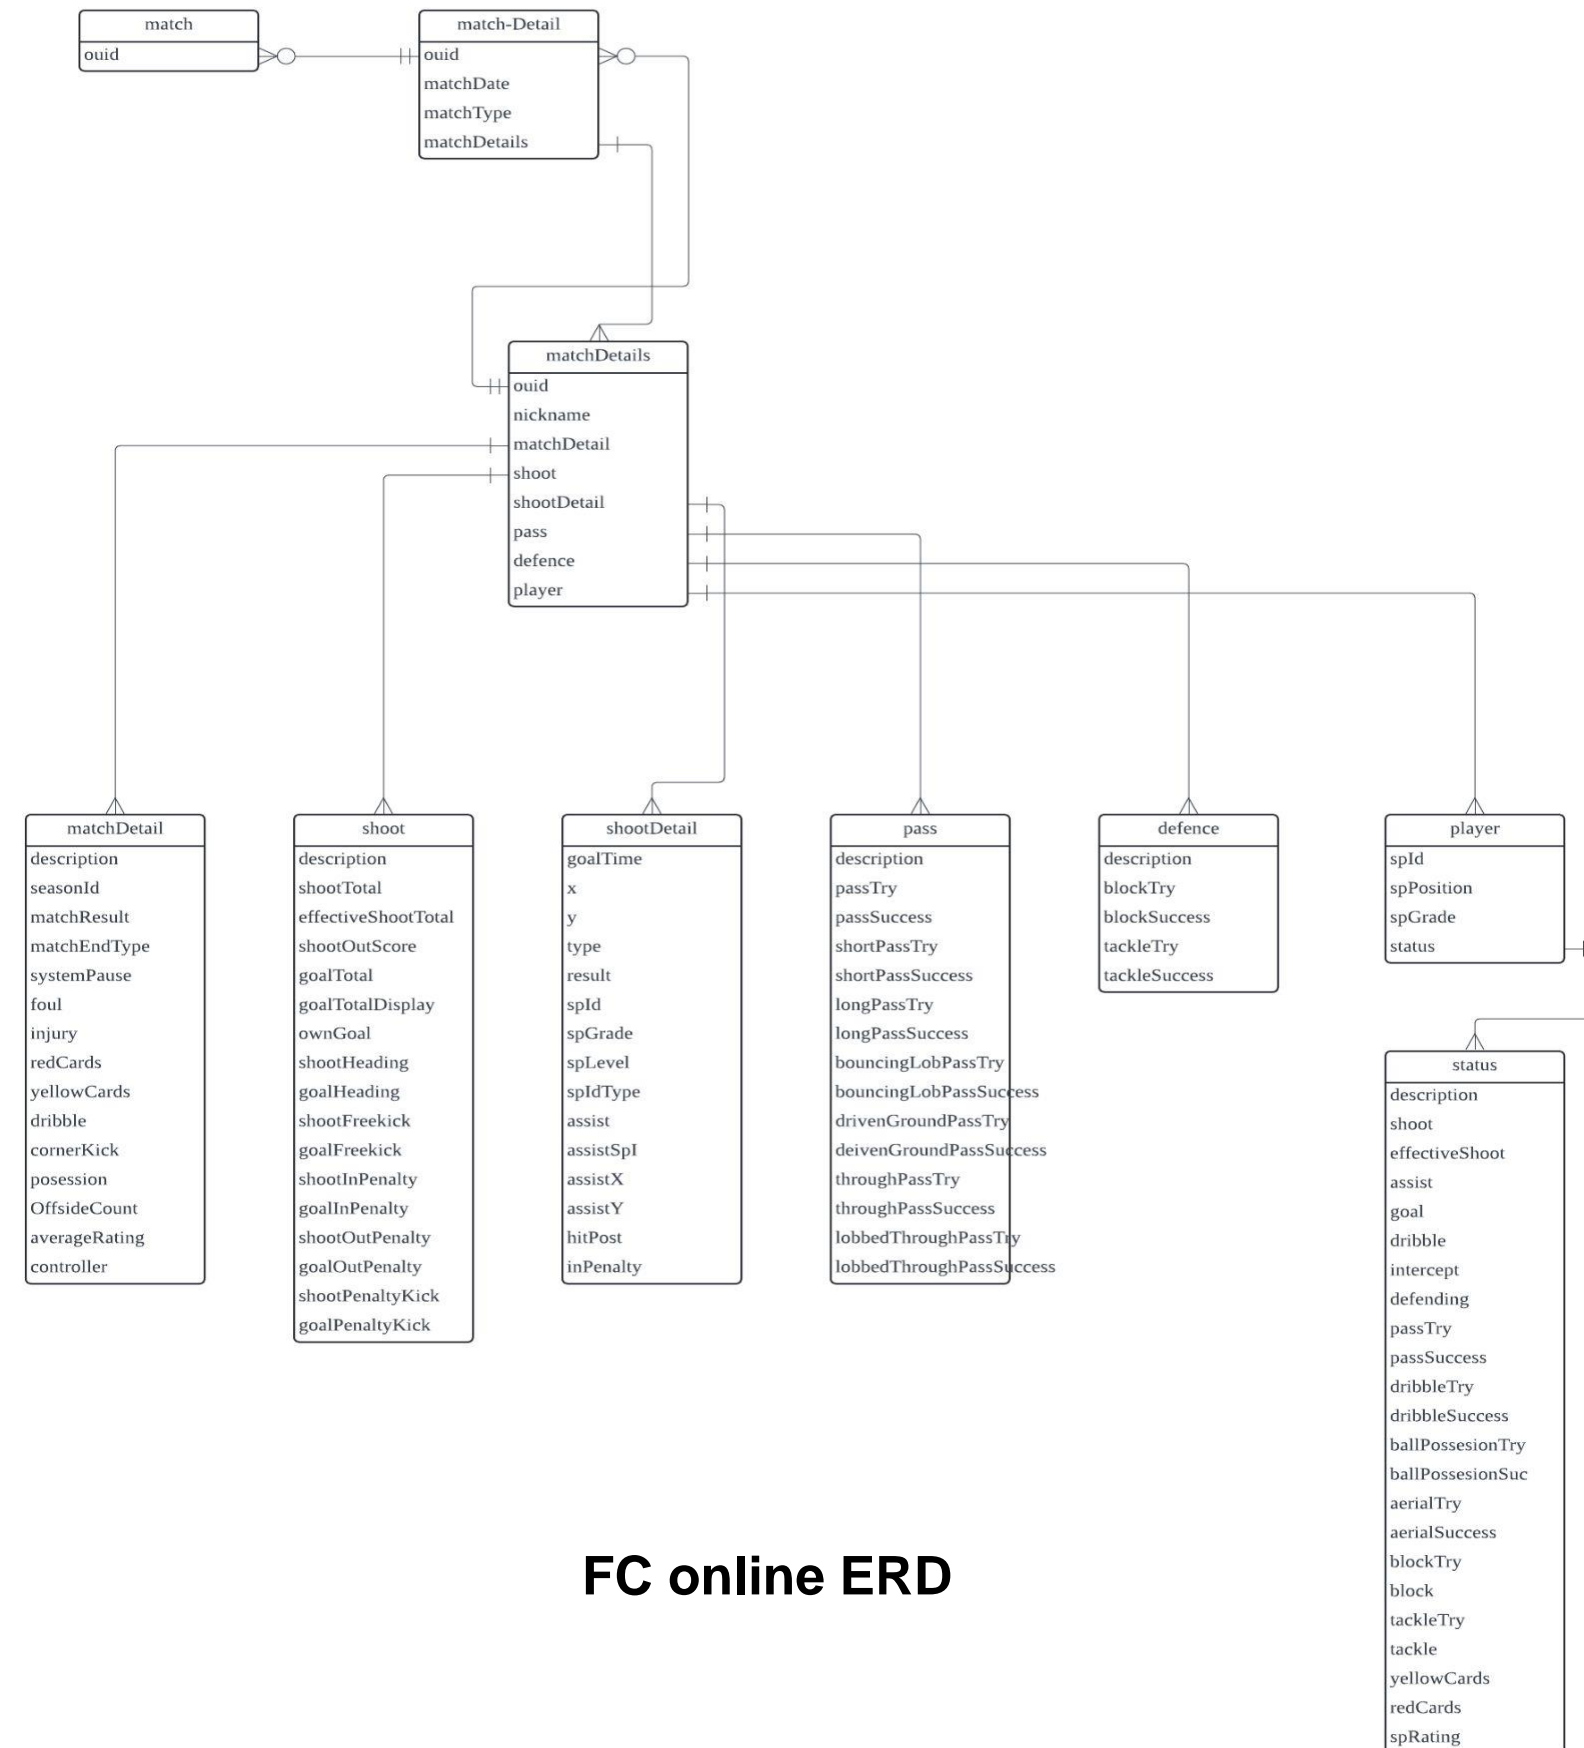 match
ouid
match-Detail
ouid
matchDate
matchType
matchDetails
matchDetails
ouid
nickname
matchDetail
shoot
shootDetail
pass
defence
player
matchDetail
description
seasonId
matchResult
matchEndType
systemPause
foul
injury
redCards
yellowCards
dribble
cornerKick
posession
OffsideCount
averageRating
controller
shoot
description
shootTotal
effectiveShootTotal
shootOutScore
goalTotal
goalTotalDisplay
ownGoal
shootHeading
goalHeading
shootFreekick
goalFreekick
shootInPenalty
goalInPenalty
shootOutPenalty
goalOutPenalty
shootPenaltyKick
goalPenaltyKick
shootDetail
goalTime
x
y
type
result
spId
spGrade
spLevel
spIdType
assist
assistSpI
assistX
assistY
hitPost
inPenalty
pass
description
passTry
passSuccess
shortPassTry
shortPassSuccess
longPassTry
longPassSuccess
bouncingLobPassTry
bouncingLobPassSuccess
drivenGroundPassTry
deivenGroundPassSuccess
throughPassTry
throughPassSuccess
lobbedThroughPassTry
lobbedThroughPassSuccess
defence
description
blockTry
blockSuccess
tackleTry
tackleSuccess
player
spId
spPosition
spGrade
status
status
description
shoot
effectiveShoot
assist
goal
dribble
intercept
defending
passTry
passSuccess
dribbleTry
dribbleSuccess
ballPossesionTry
ballPossesionSuc
aerialTry
aerialSuccess
blockTry
block
tackleTry
tackle
yellowCards
redCards
spRating
FC online ERD